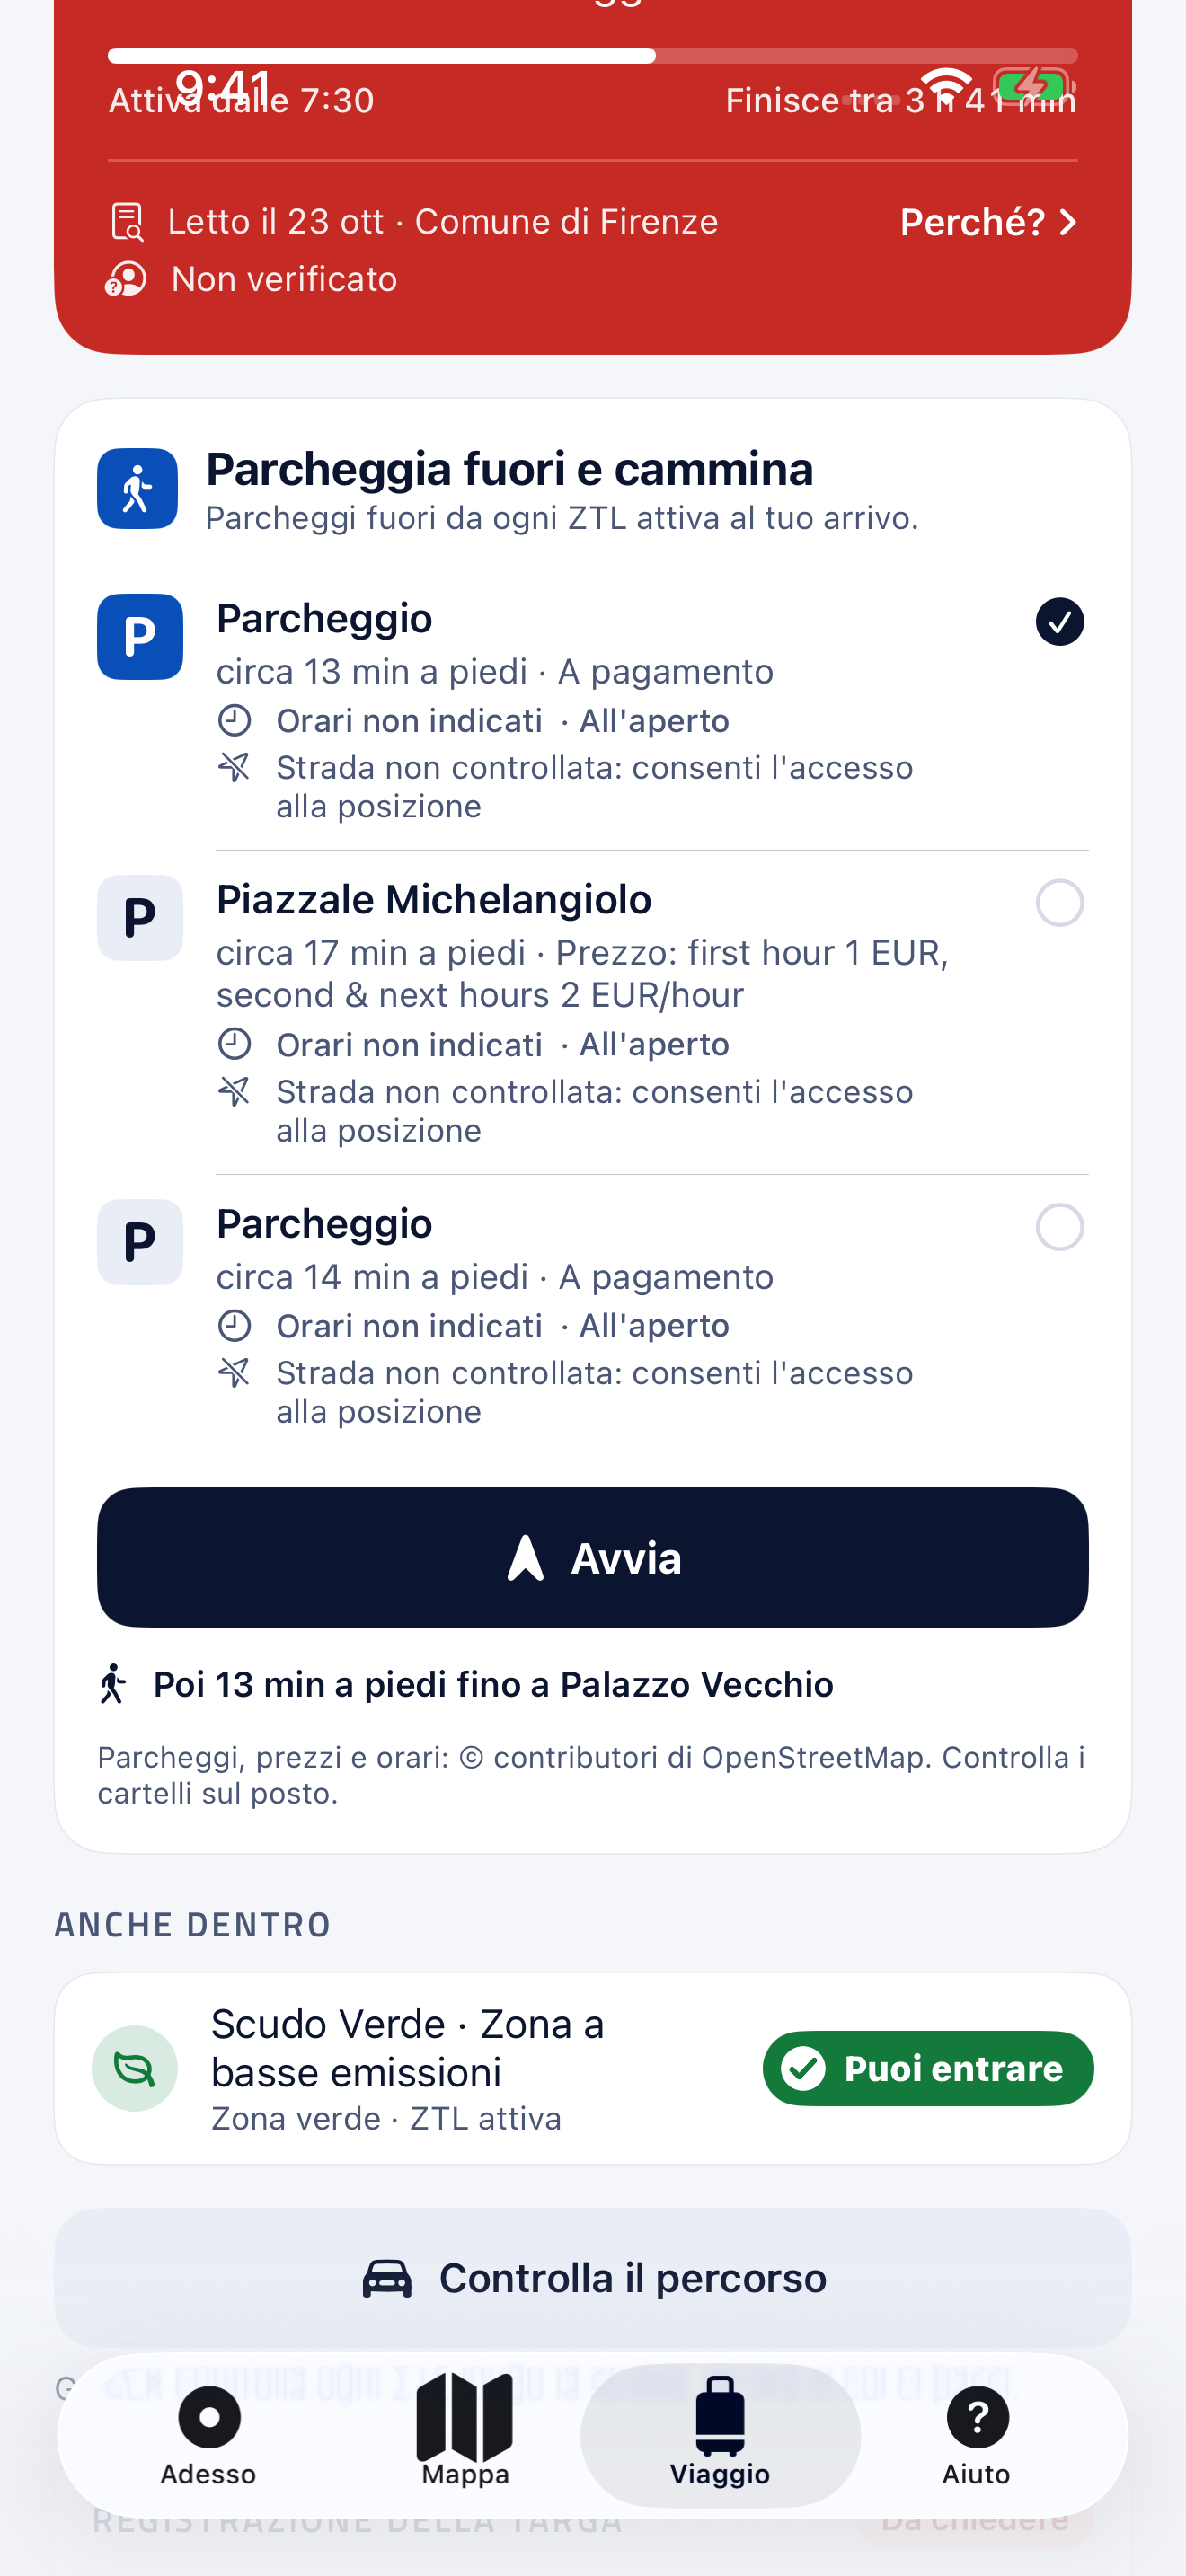 9:41
Attiva dalle 7:30
Finisce tra 3 h 41 min
Letto il 23 ott · Comune di Firenze
Perché?
Non verificato
Parcheggia fuori e cammina
Parcheggi fuori da ogni ZTL attiva al tuo arrivo.
P
Parcheggio
circa 13 min a piedi · A pagamento
Orari non indicati · All'aperto
Strada non controllata: consenti l'accesso
alla posizione
P
Piazzale Michelangiolo
circa 17 min a piedi · Prezzo: first hour 1 EUR,
second & next hours 2 EUR/hour
Orari non indicati · All'aperto
Strada non controllata: consenti l'accesso
alla posizione
P
Parcheggio
circa 14 min a piedi · A pagamento
Orari non indicati · All'aperto
Strada non controllata: consenti l'accesso
alla posizione
Avvia
Poi 13 min a piedi fino a Palazzo Vecchio
Parcheggi, prezzi e orari: © contributori di OpenStreetMap. Controlla i
cartelli sul posto.
ANCHE DENTRO
Scudo Verde · Zona a
basse emissioni
Zona verde · ZTL attiva
Puoi entrare
Controlla il percorso
Adesso
Mappa
Viaggio
Aiuto
REGISTRAZIONE DELLA TARGA
Da chiedere